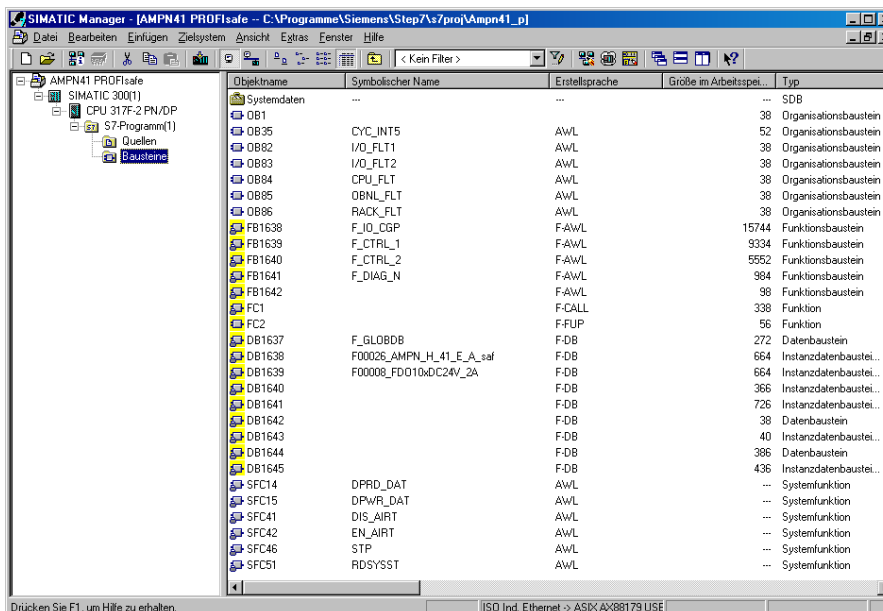 SIMATIC Manager - [AMPN41 PROFIsafe -- C:\Programme\Siemens\Step7\s7proj\Ampn41_p]
Datei Bearbeiten Einfügen Zielsystem Ansicht Extras Fenster Hilfe
< Kein Filter >
AMPN41 PROFIsafe
SIMATIC 300(1)
CPU 317F-2 PN/DP
S7-Programm(1)
Quellen
Bausteine
Objektname Symbolischer Name Erstellsprache Größe im Arbeitsspei... Typ
Systemdaten --- --- --- SDB
OB1 38 Organisationsbaustein
OB35 CYC_INT5 AWL 52 Organisationsbaustein
OB82 I/O_FLT1 AWL 38 Organisationsbaustein
OB83 I/O_FLT2 AWL 38 Organisationsbaustein
OB84 CPU_FLT AWL 38 Organisationsbaustein
OB85 OBNL_FLT AWL 38 Organisationsbaustein
OB86 RACK_FLT AWL 38 Organisationsbaustein
FB1638 F_IO_CGP F-AWL 15744 Funktionsbaustein
FB1639 F_CTRL_1 F-AWL 9334 Funktionsbaustein
FB1640 F_CTRL_2 F-AWL 5552 Funktionsbaustein
FB1641 F_DIAG_N F-AWL 984 Funktionsbaustein
FB1642 F-AWL 98 Funktionsbaustein
FC1 F-CALL 338 Funktion
FC2 F-FUP 56 Funktion
DB1637 F_GLOBDB F-DB 272 Datenbaustein
DB1638 F00026_AMPN_H_41_E_A_saf F-DB 664 Instanzdatenbaustei...
DB1639 F00008_FDO10xDC24V_2A F-DB 664 Instanzdatenbaustei...
DB1640 F-DB 366 Instanzdatenbaustei...
DB1641 F-DB 726 Instanzdatenbaustei...
DB1642 F-DB 38 Datenbaustein
DB1643 F-DB 40 Instanzdatenbaustei...
DB1644 F-DB 386 Datenbaustein
DB1645 F-DB 436 Instanzdatenbaustei...
SFC14 DPRD_DAT AWL --- Systemfunktion
SFC15 DPWR_DAT AWL --- Systemfunktion
SFC41 DIS_AIRT AWL --- Systemfunktion
SFC42 EN_AIRT AWL --- Systemfunktion
SFC46 STP AWL --- Systemfunktion
SFC51 RDSYSST AWL --- Systemfunktion
Drücken Sie F1, um Hilfe zu erhalten. ISO Ind. Ethernet -> ASIX AX88179 USE